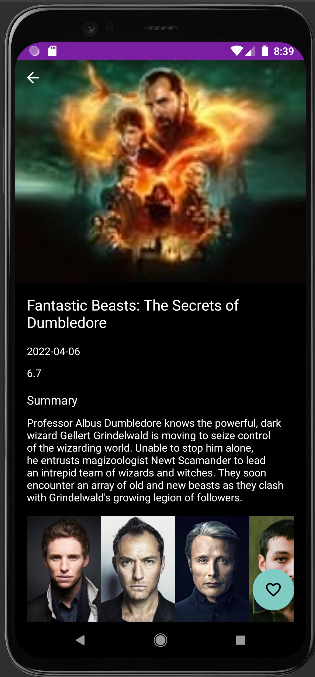 8:39
Fantastic Beasts: The Secrets of
Dumbledore
2022-04-06
6.7
Summary
Professor Albus Dumbledore knows the powerful, dark
wizard Gellert Grindelwald is moving to seize control
of the wizarding world. Unable to stop him alone,
he entrusts magizoologist Newt Scamander to lead
an intrepid team of wizards and witches. They soon
encounter an array of old and new beasts as they clash
with Grindelwald's growing legion of followers.